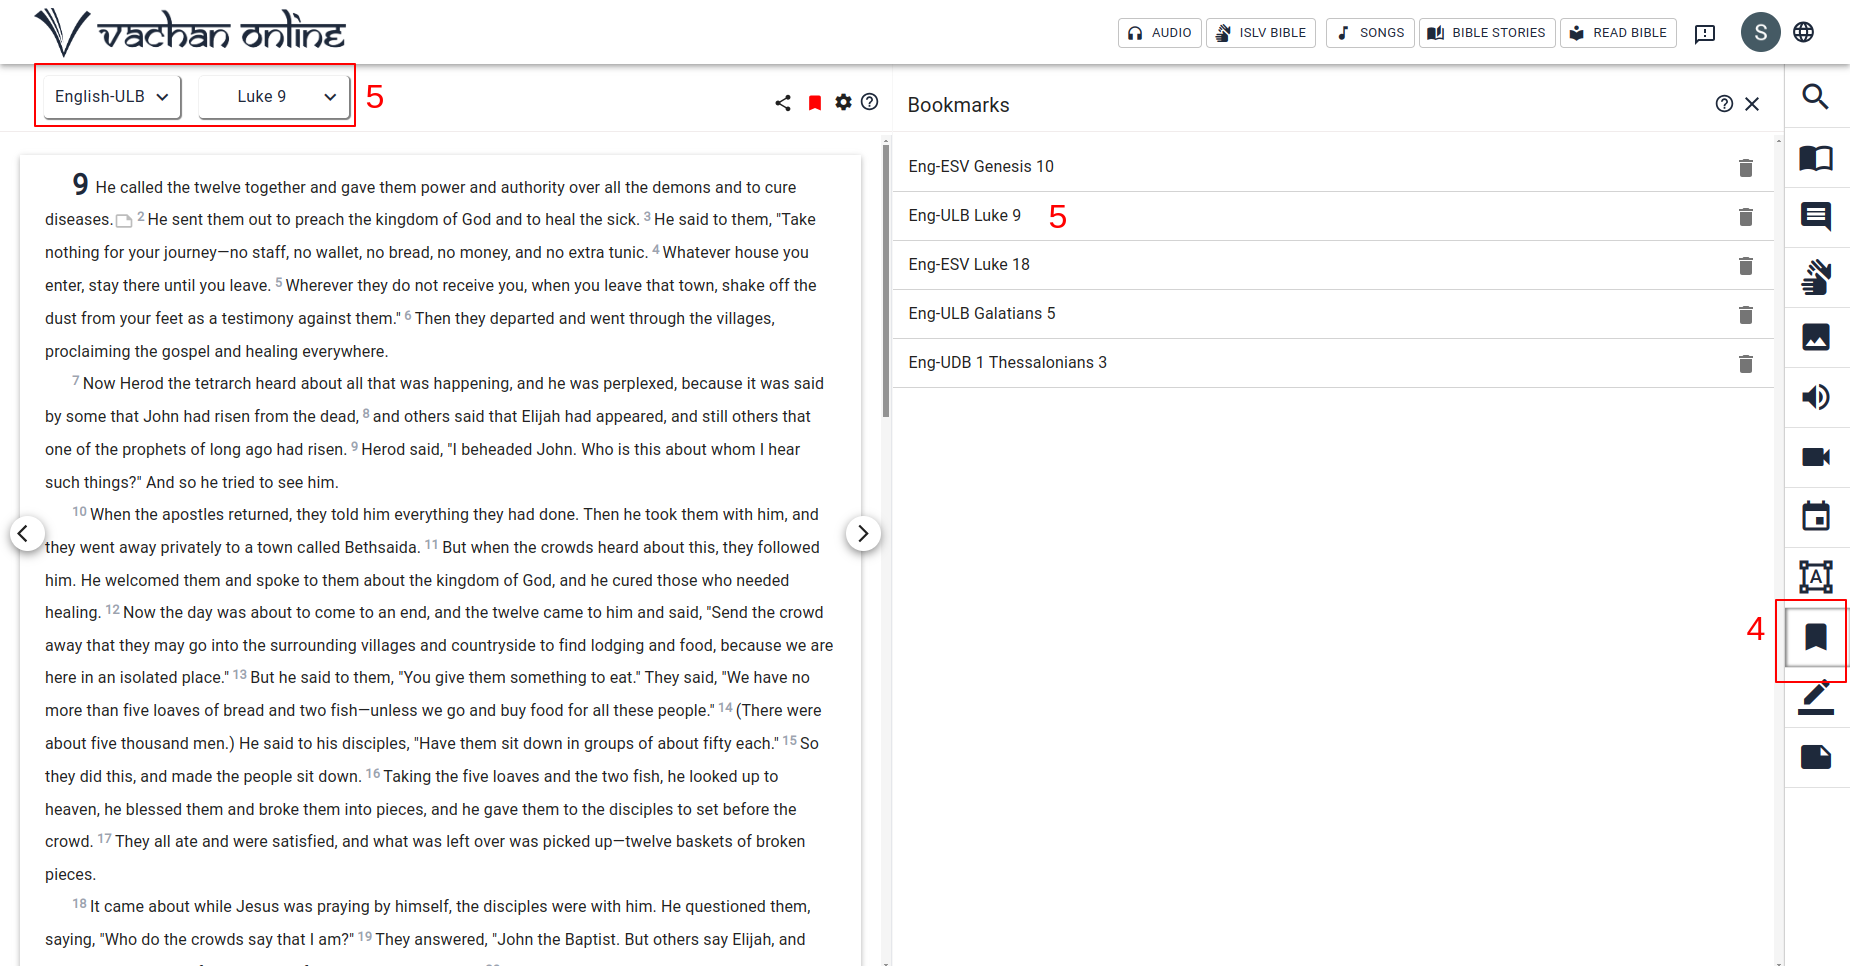 vachan online
AUDIO
ISLV BIBLE
SONGS
BIBLE STORIES
READ BIBLE
S
English-ULB
Luke 9
5
9 He called the twelve together and gave them power and authority over all the demons and to cure
diseases. 2 He sent them out to preach the kingdom of God and to heal the sick. 3 He said to them, "Take
nothing for your journey—no staff, no wallet, no bread, no money, and no extra tunic. 4 Whatever house you
enter, stay there until you leave. 5 Wherever they do not receive you, when you leave that town, shake off the
dust from your feet as a testimony against them." 6 Then they departed and went through the villages,
proclaiming the gospel and healing everywhere.
7 Now Herod the tetrarch heard about all that was happening, and he was perplexed, because it was said
by some that John had risen from the dead, 8 and others said that Elijah had appeared, and still others that
one of the prophets of long ago had risen. 9 Herod said, "I beheaded John. Who is this about whom I hear
such things?" And so he tried to see him.
10 When the apostles returned, they told him everything they had done. Then he took them with him, and
they went away privately to a town called Bethsaida. 11 But when the crowds heard about this, they followed
him. He welcomed them and spoke to them about the kingdom of God, and he cured those who needed
healing. 12 Now the day was about to come to an end, and the twelve came to him and said, "Send the crowd
away that they may go into the surrounding villages and countryside to find lodging and food, because we are
here in an isolated place." 13 But he said to them, "You give them something to eat." They said, "We have no
more than five loaves of bread and two fish—unless we go and buy food for all these people." 14 (There were
about five thousand men.) He said to his disciples, "Have them sit down in groups of about fifty each." 15 So
they did this, and made the people sit down. 16 Taking the five loaves and the two fish, he looked up to
heaven, he blessed them and broke them into pieces, and he gave them to the disciples to set before the
crowd. 17 They all ate and were satisfied, and what was left over was picked up—twelve baskets of broken
pieces.
18 It came about while Jesus was praying by himself, the disciples were with him. He questioned them,
saying, "Who do the crowds say that I am?" 19 They answered, "John the Baptist. But others say Elijah, and
Bookmarks
Eng-ESV Genesis 10
Eng-ULB Luke 9
5
Eng-ESV Luke 18
Eng-ULB Galatians 5
Eng-UDB 1 Thessalonians 3
A
4